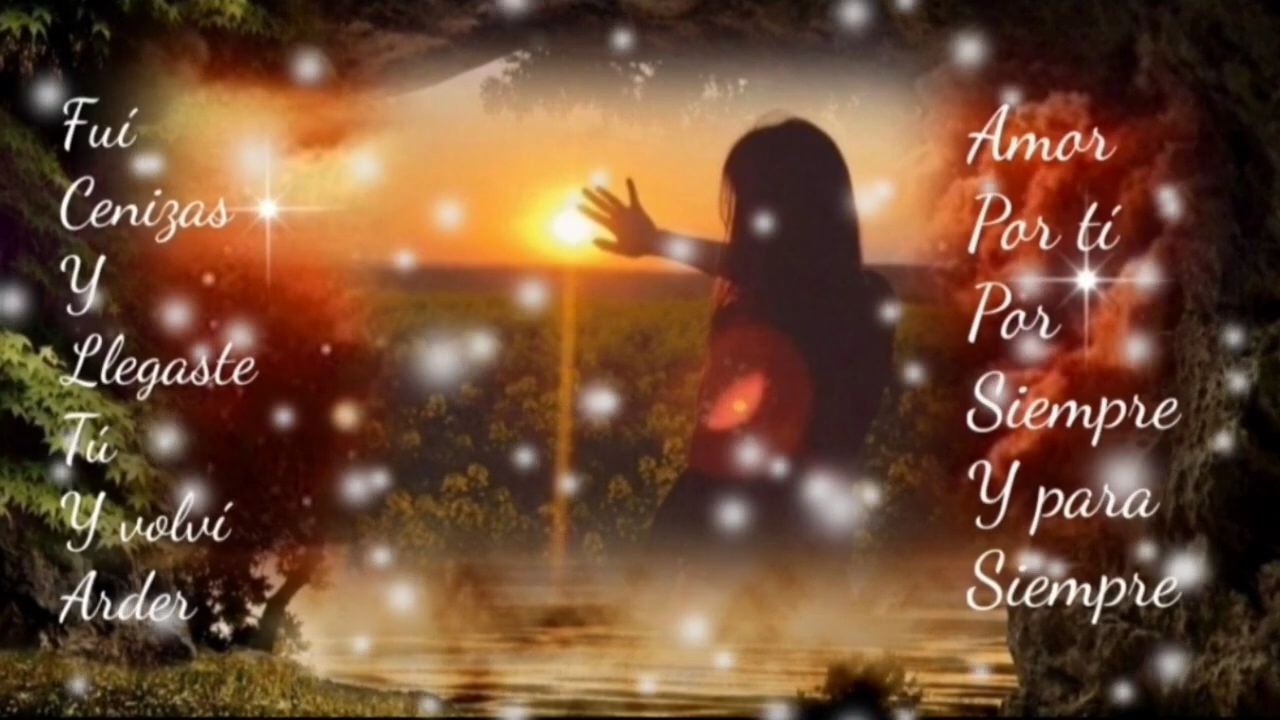 Fuí
Cenizas
Y
Llegaste
Tú
Y volví
Arder
Amor
Por tí
Por
Siempre
Y para
Siempre